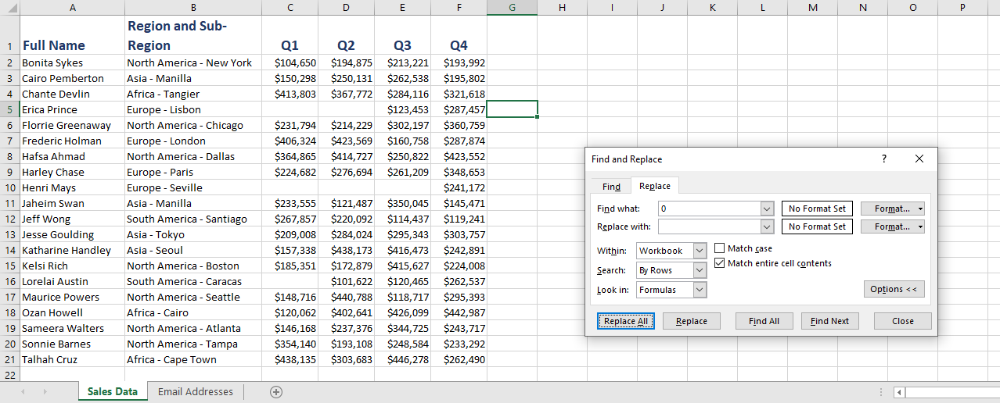 A B C D E F G H I J K L M N O P
1 Full Name Region and Sub-Region Q1 Q2 Q3 Q4
2 Bonita Sykes North America - New York $104,650 $194,875 $213,221 $193,992
3 Cairo Pemberton Asia - Manilla $150,298 $250,131 $262,538 $195,802
4 Chante Devlin Africa - Tangier $413,803 $367,772 $284,116 $321,618
5 Erica Prince Europe - Lisbon $123,453 $287,457
6 Florrie Greenaway North America - Chicago $231,794 $214,229 $302,197 $360,759
7 Frederic Holman Europe - London $406,324 $423,569 $160,758 $287,874
8 Hafsa Ahmad North America - Dallas $364,865 $414,727 $250,822 $423,552
9 Harley Chase Europe - Paris $224,682 $276,694 $261,209 $348,653
10 Henri Mays Europe - Seville $241,172
11 Jaheim Swan Asia - Manilla $233,555 $121,487 $350,045 $145,471
12 Jeff Wong South America - Santiago $267,857 $220,092 $114,437 $119,241
13 Jesse Goulding Asia - Tokyo $209,008 $284,024 $295,343 $303,757
14 Katharine Handley Asia - Seoul $157,338 $438,173 $416,473 $242,891
15 Kelsi Rich North America - Boston $185,351 $172,879 $415,627 $224,008
16 Lorelai Austin South America - Caracas $101,622 $120,465 $262,537
17 Maurice Powers North America - Seattle $148,716 $440,788 $118,717 $295,393
18 Ozan Howell Africa - Cairo $120,062 $402,641 $426,099 $442,987
19 Sameera Walters North America - Atlanta $146,168 $237,376 $344,725 $243,717
20 Sonnie Barnes North America - Tampa $354,140 $193,108 $248,584 $233,292
21 Talhah Cruz Africa - Cape Town $438,135 $303,683 $446,278 $262,490
22
Sales Data Email Addresses
Find and Replace ?
Find Replace
Find what: 0 No Format Set Format...
Replace with: No Format Set Format...
Within: Workbook Match case
Search: By Rows Match entire cell contents
Look in: Formulas Options <<
Replace All Replace Find All Find Next Close